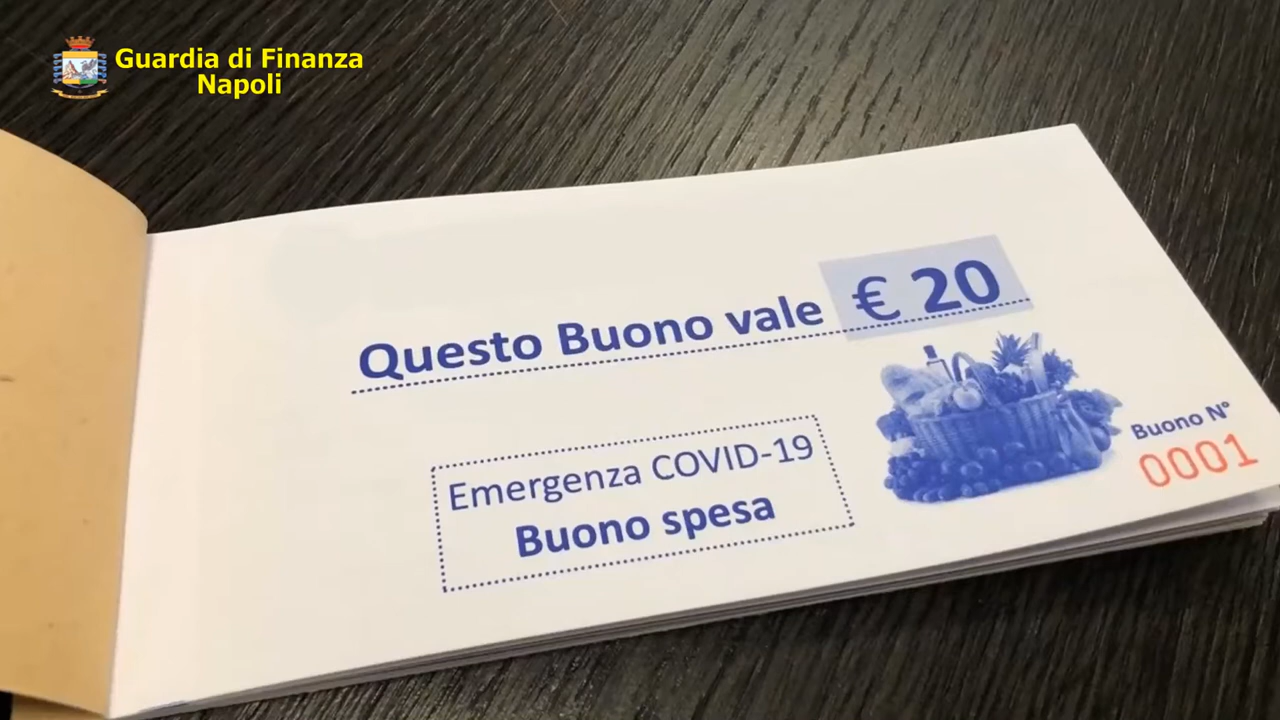 Guardia di Finanza
Napoli
Questo Buono vale € 20
Emergenza COVID-19
Buono spesa
Buono N°
0001